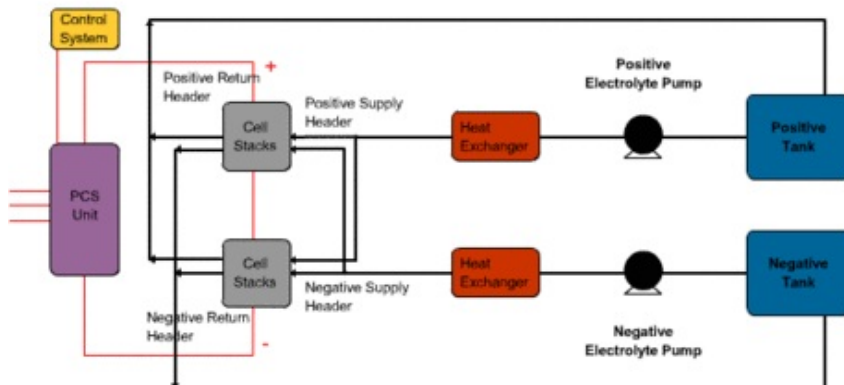 Control
System
Positive Return
Header
+
Positive Supply
Header
Positive
Electrolyte Pump
Cell
Stacks
Heat
Exchanger
Positive
Tank
PCS
Unit
Cell
Stacks
Negative Supply
Header
Heat
Exchanger
Negative
Tank
Negative Return
Header
-
Negative
Electrolyte Pump